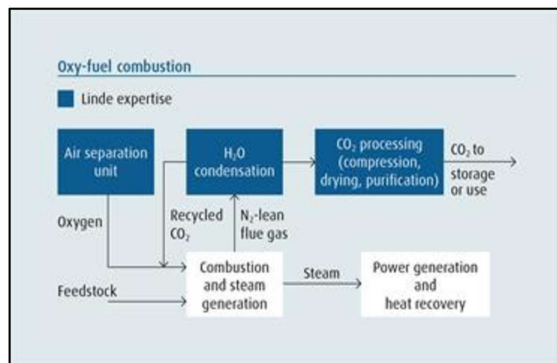 Oxy-fuel combustion
Linde expertise
Air separation
unit
H₂O
condensation
CO₂ processing
(compression,
drying, purification)
CO₂ to
storage
or use
Oxygen
Recycled
CO₂
N₂-lean
flue gas
Feedstock
Combustion
and steam
generation
Steam
Power generation
and
heat recovery